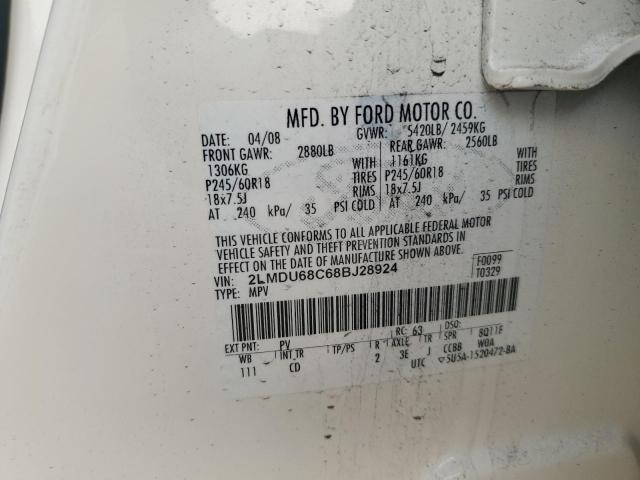 MFD. BY FORD MOTOR CO.
DATE: 04/08 GVWR: 5420LB/ 2459KG
FRONT GAWR: 2880LB REAR GAWR: 2560LB
1306KG WITH 1161KG WITH
P245/60R18 TIRES P245/60R18 TIRES
18x7.5J RIMS 18x7.5J RIMS
AT 240 kPa/ 35 PSI COLD AT 240 kPa/ 35 PSI COLD
THIS VEHICLE CONFORMS TO ALL APPLICABLE FEDERAL MOTOR
VEHICLE SAFETY AND THEFT PREVENTION STANDARDS IN
EFFECT ON THE DATE OF MANUFACTURE SHOWN ABOVE.
VIN: 2LMDU68C68BJ28924 F0099
TYPE: MPV T0329
EXT PNT: PV RC: 63 DSO:
WB INT TR TP/PS R AXLE TR SPR 8Q11F
111 CD 2 3E J CCBB W0A
UTC ▽5U5A-1520472-BA